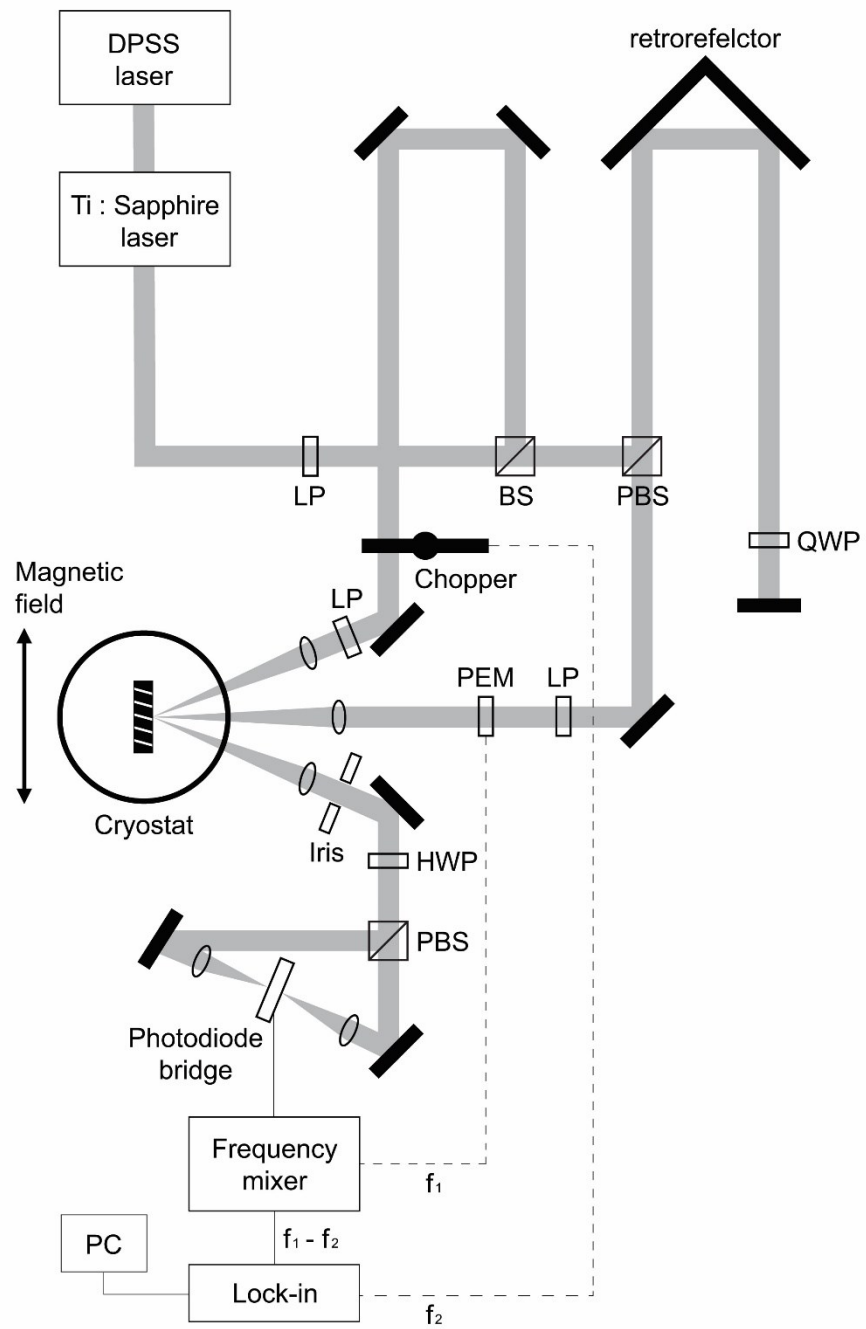 DPSS
laser
retrorefelctor
Ti : Sapphire
laser
LP
BS
PBS
QWP
Chopper
Magnetic
field
LP
PEM
LP
Cryostat
Iris
HWP
PBS
Photodiode
bridge
Frequency
mixer
f₁
PC
f₁ - f₂
Lock-in
f₂